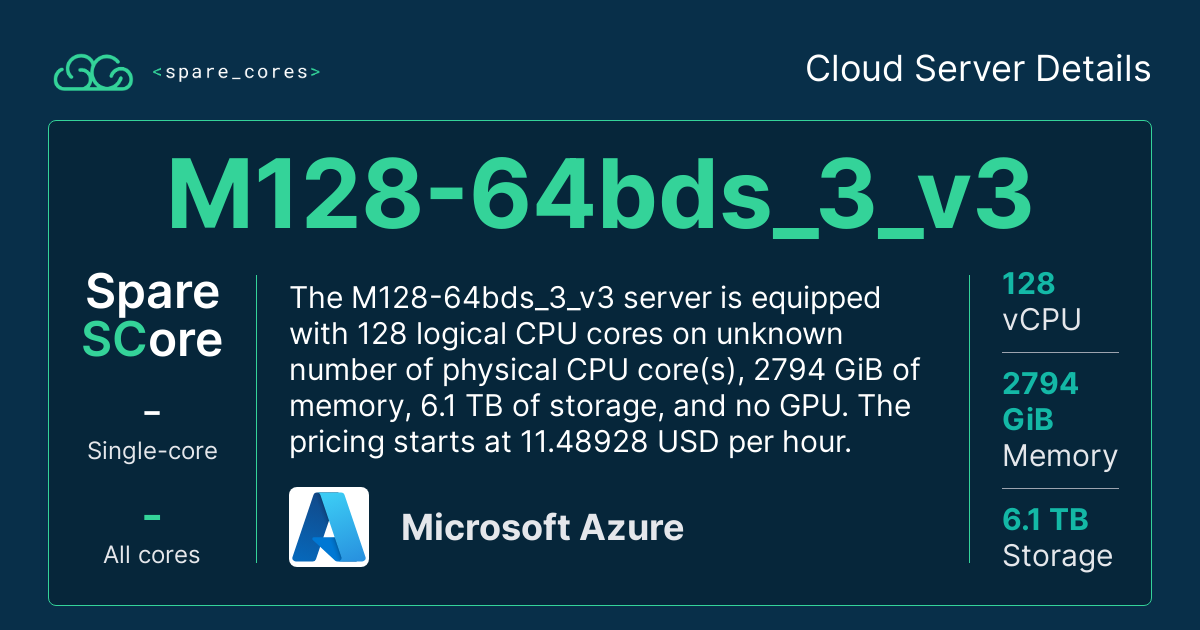 <spare_cores>
Cloud Server Details
M128-64bds_3_v3
Spare
SCore
–
Single-core
–
All cores
The M128-64bds_3_v3 server is equipped
with 128 logical CPU cores on unknown
number of physical CPU core(s), 2794 GiB of
memory, 6.1 TB of storage, and no GPU. The
pricing starts at 11.48928 USD per hour.
Microsoft Azure
128
vCPU
2794
GiB
Memory
6.1 TB
Storage